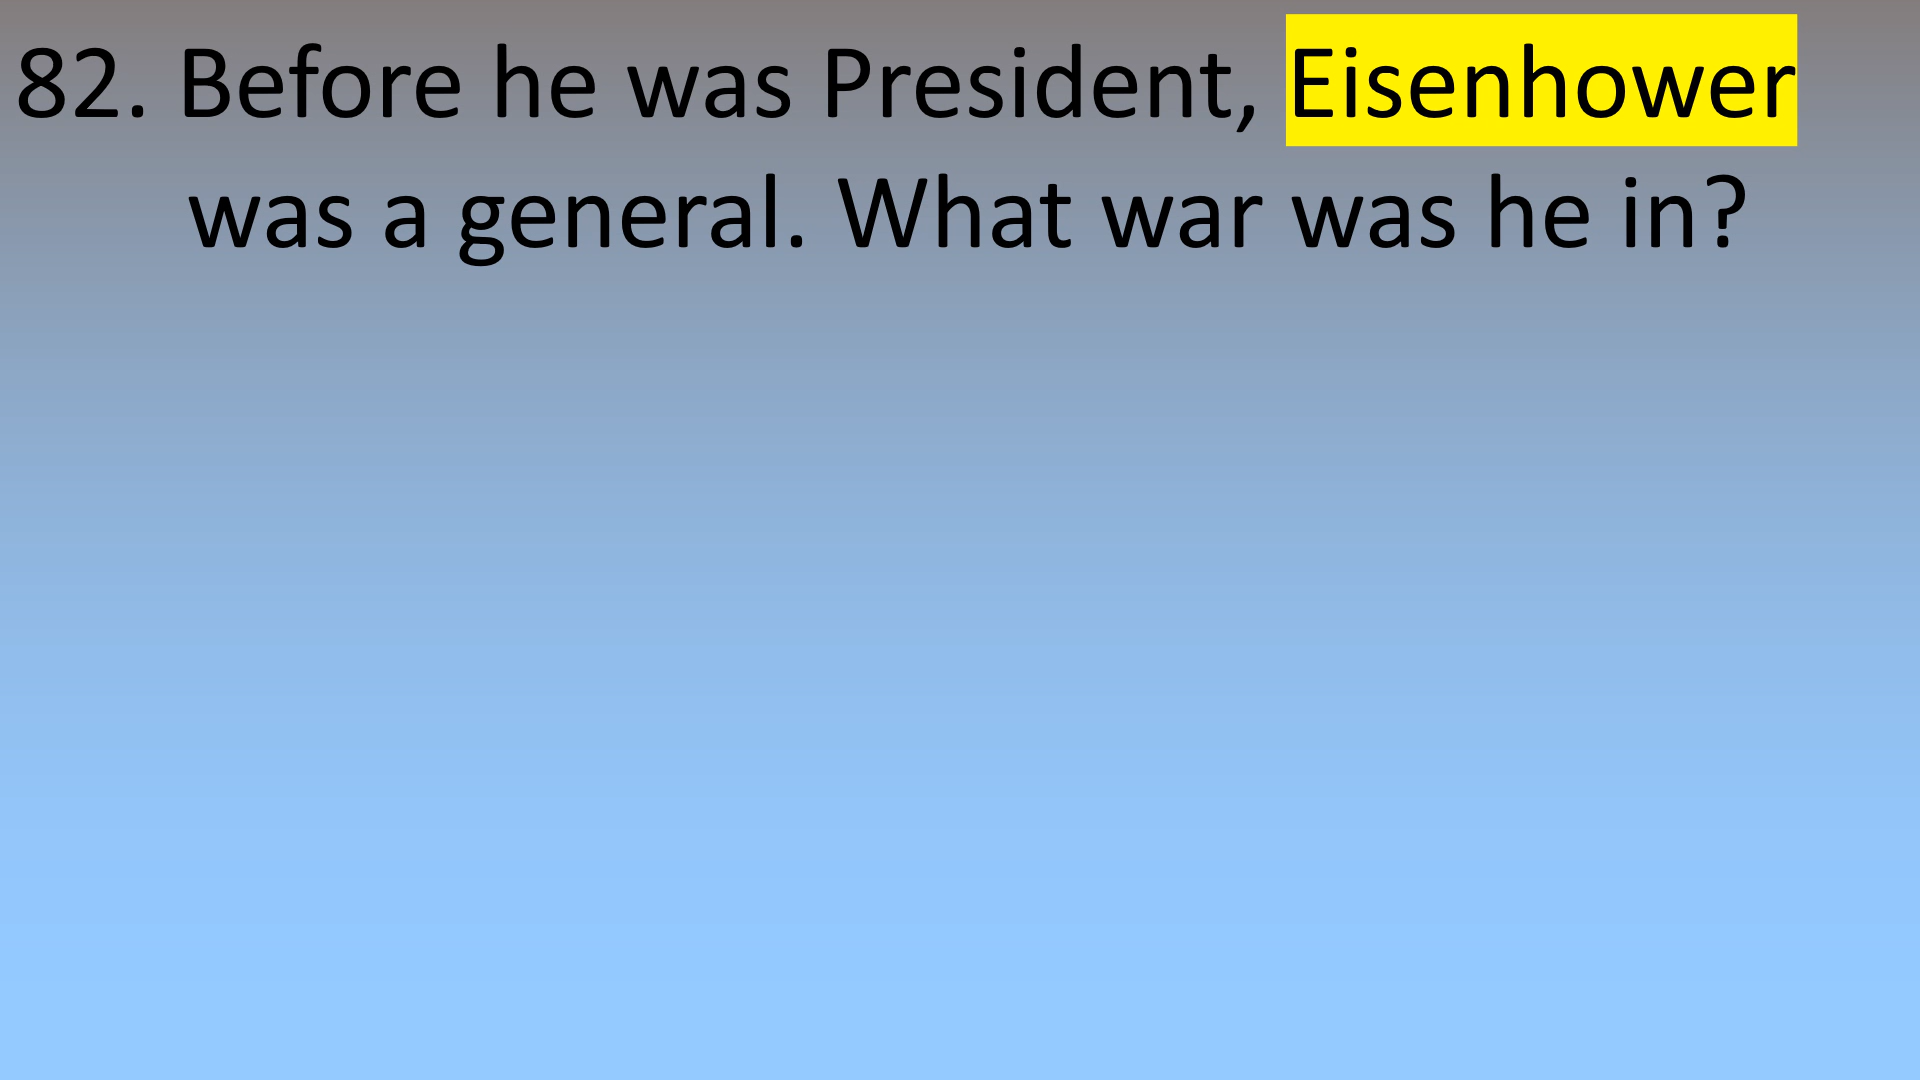 82. Before he was President, Eisenhower
was a general. What war was he in?